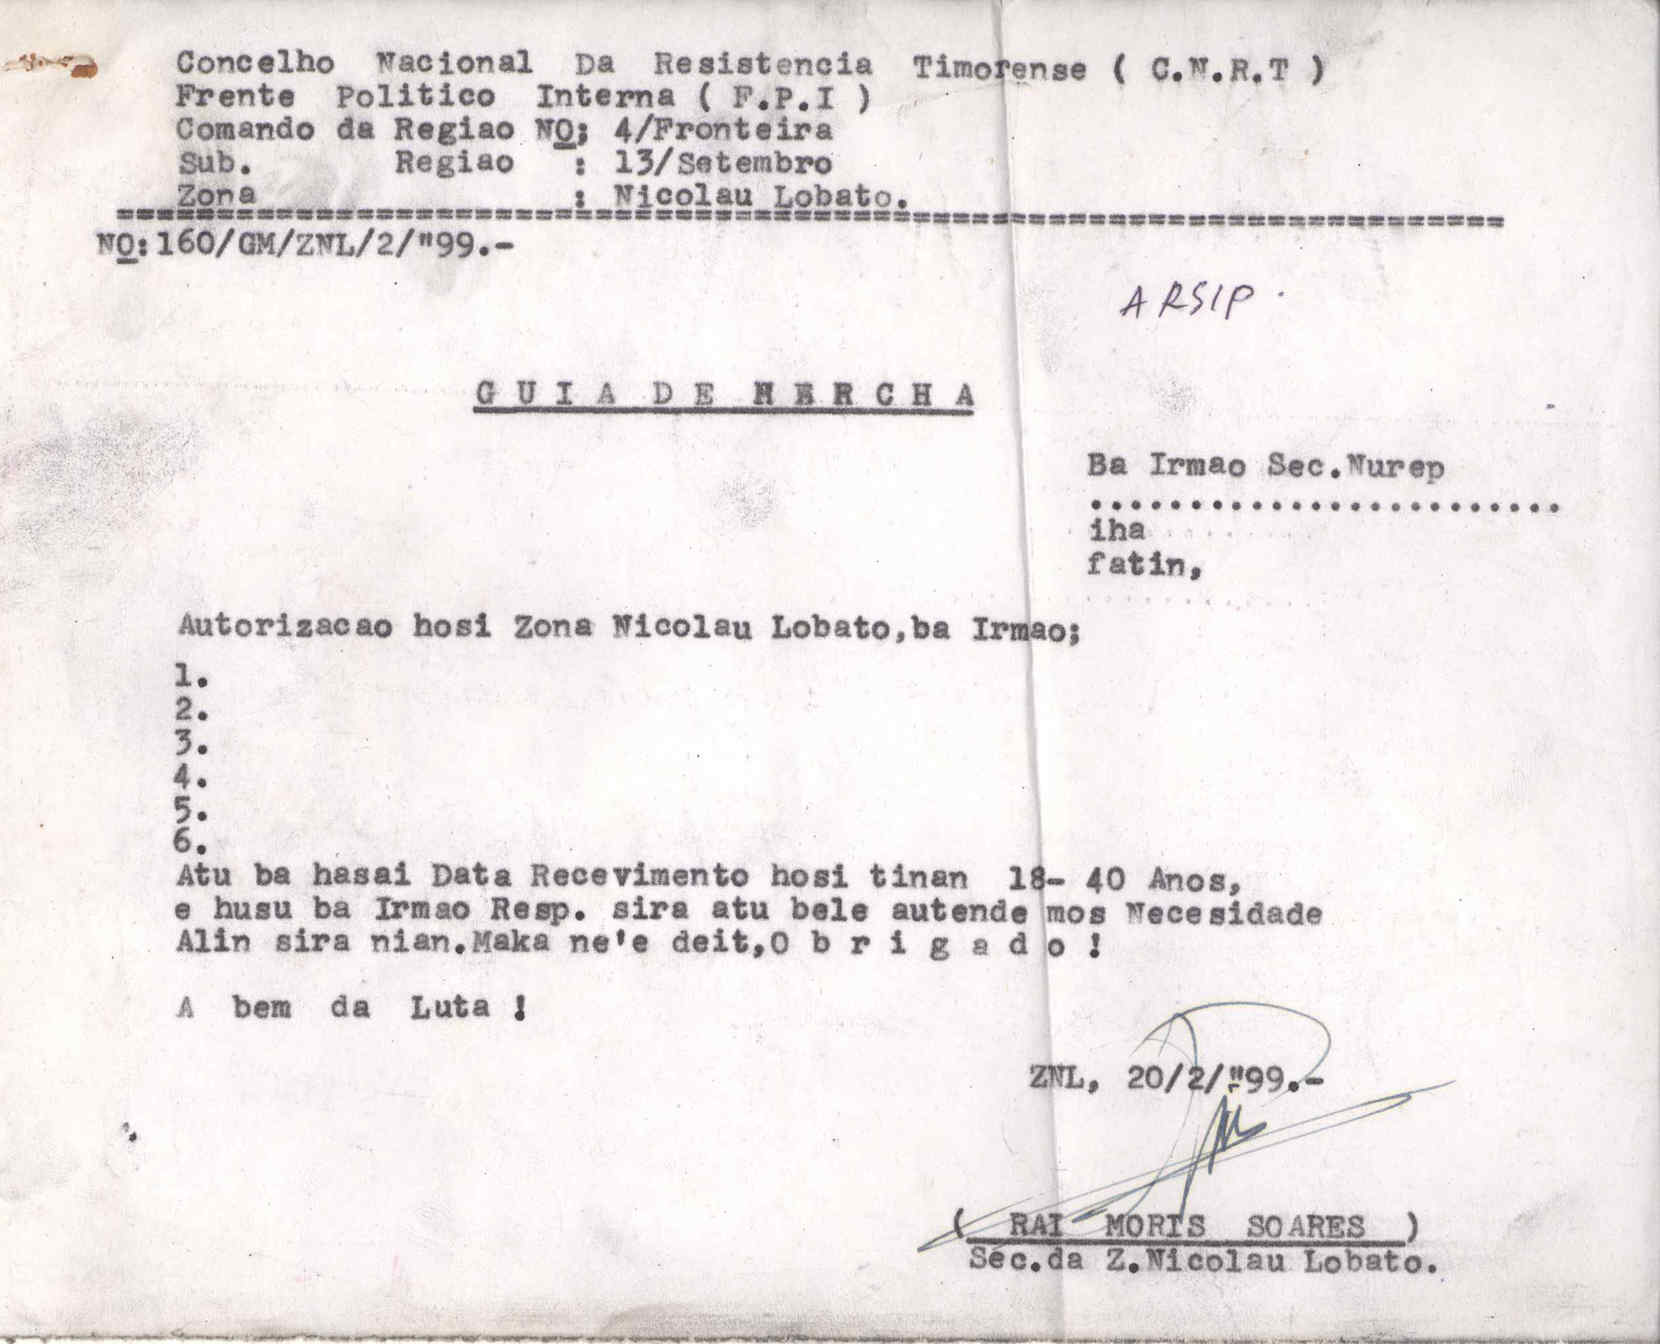 Concelho Nacional Da Resistencia Timorense ( C.N.R.T )
Frente Politico Interna ( F.P.I )
Comando da Regiao NO; 4/Fronteira
Sub. Regiao : 13/Setembro
Zona : Nicolau Lobato.
NO:160/GM/ZNL/2/"99.-
ARSIP.
GUIA DE MERCHA
Ba Irmao Sec.Nurep
........................
iha
fatin,
Autorizacao hosi Zona Nicolau Lobato,ba Irmao;
1.
2.
3.
4.
5.
6.
Atu ba hasai Data Recevimento hosi tinan 18- 40 Anos,
e husu ba Irmao Resp. sira atu bele autende mos Necesidade
Alin sira nian.Maka ne'e deit,O b r i g a d o !
A bem da Luta !
ZNL, 20/2/"99.-
( RAI MORIS SOARES )
Sec.da Z.Nicolau Lobato.